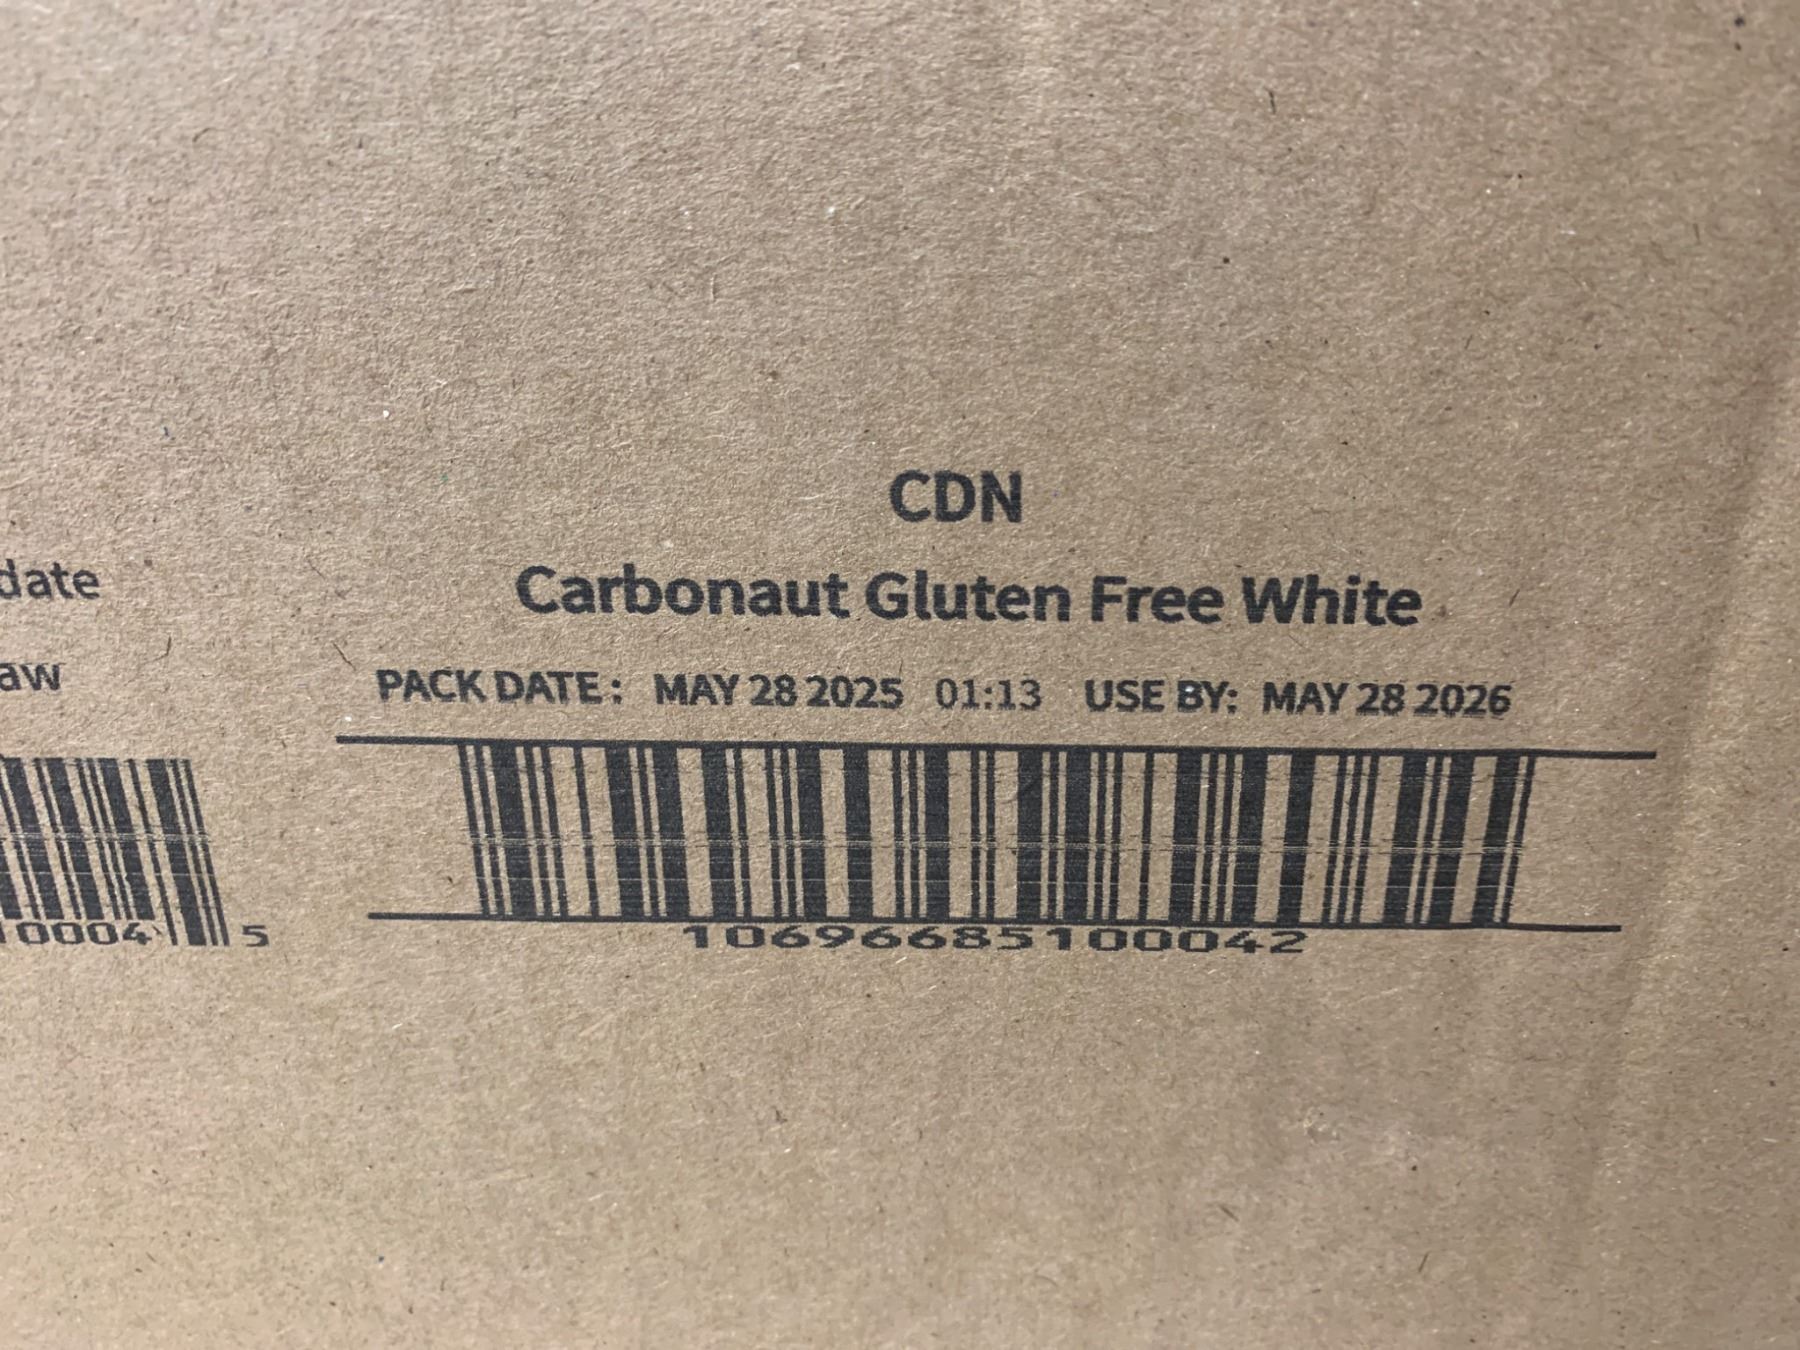 CDN
date
Carbonaut Gluten Free White
aw
PACK DATE: MAY 28 2025 01:13 USE BY: MAY 28 2026
10004 5
10696685100042